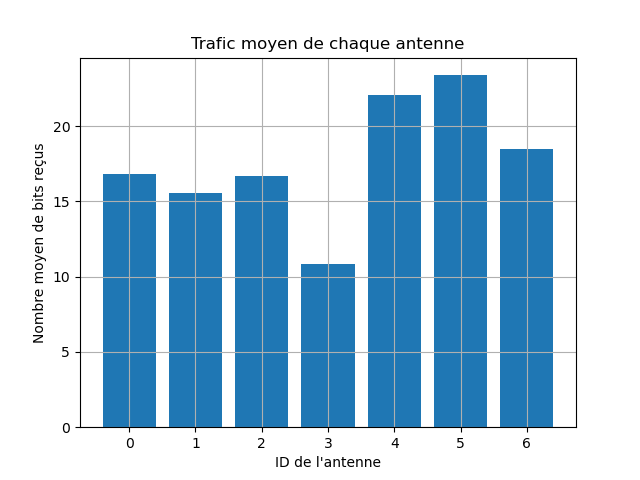 Trafic moyen de chaque antenne
Nombre moyen de bits reçus
20
15
10
5
0
0 1 2 3 4 5 6
ID de l'antenne